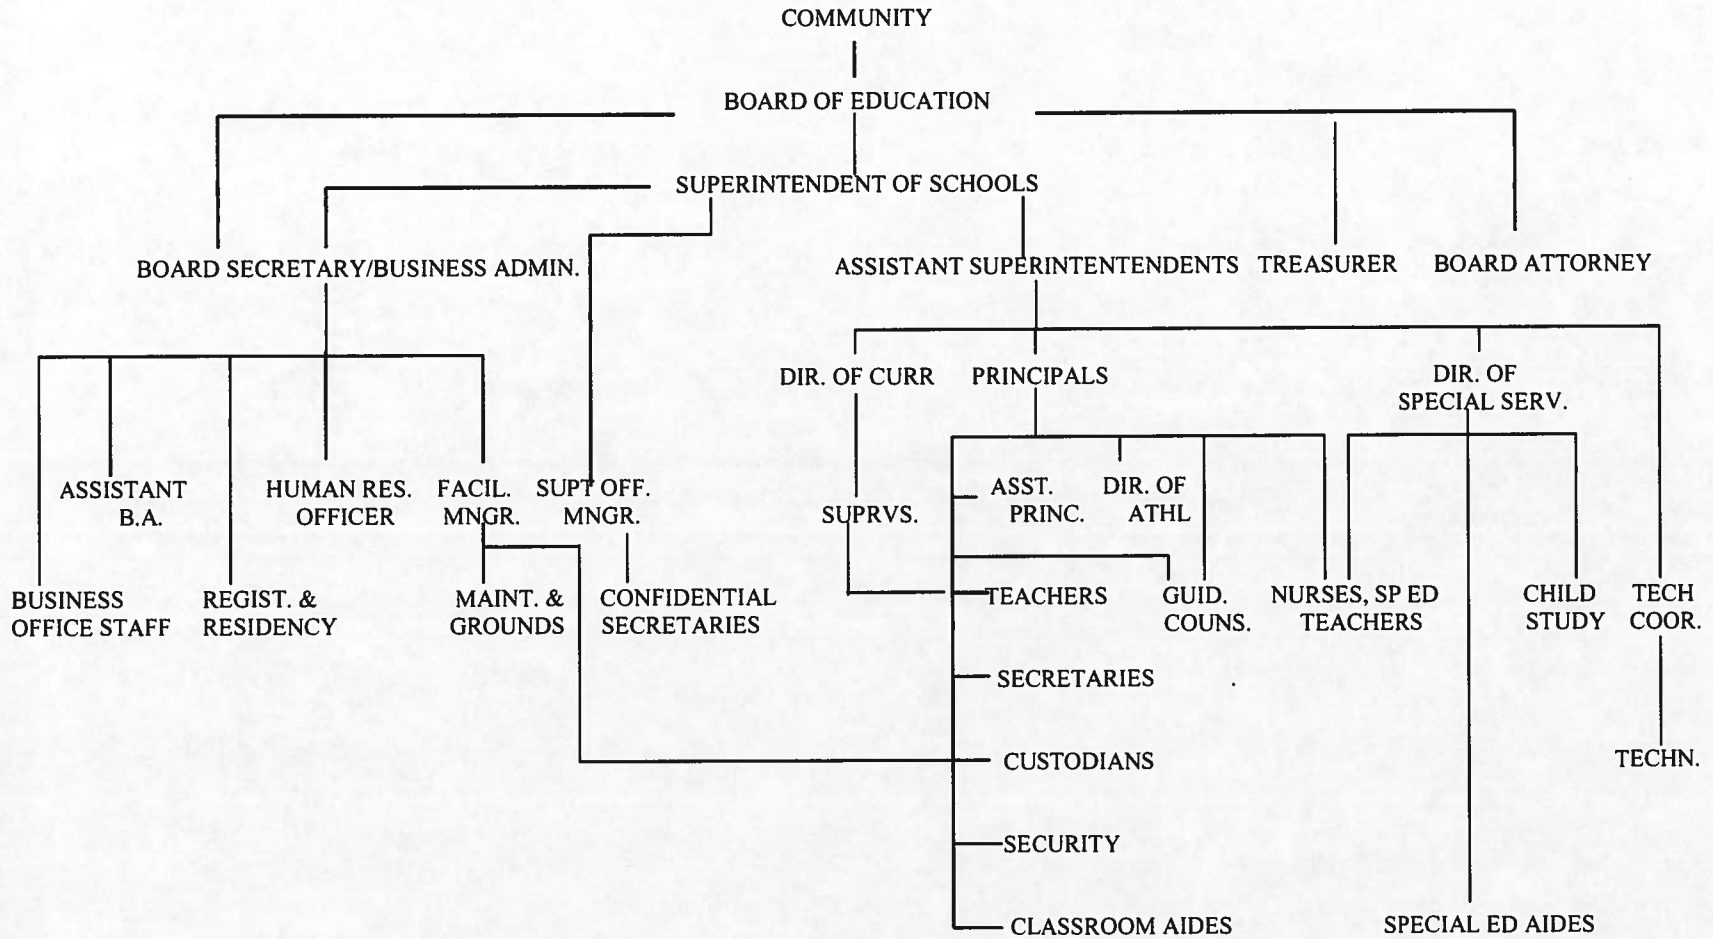 COMMUNITY
BOARD OF EDUCATION
SUPERINTENDENT OF SCHOOLS
BOARD SECRETARY/BUSINESS ADMIN.
ASSISTANT SUPERINTENTENDENTS
TREASURER
BOARD ATTORNEY
DIR. OF CURR
PRINCIPALS
DIR. OF
SPECIAL SERV.
ASSISTANT
B.A.
HUMAN RES.
OFFICER
FACIL.
MNGR.
SUPT OFF.
MNGR.
SUPRVS.
ASST.
PRINC.
DIR. OF
ATHL
BUSINESS
OFFICE STAFF
REGIST. &
RESIDENCY
MAINT. &
GROUNDS
CONFIDENTIAL
SECRETARIES
TEACHERS
GUID.
COUNS.
NURSES, SP ED
TEACHERS
CHILD
STUDY
TECH
COOR.
SECRETARIES
CUSTODIANS
TECHN.
SECURITY
CLASSROOM AIDES
SPECIAL ED AIDES